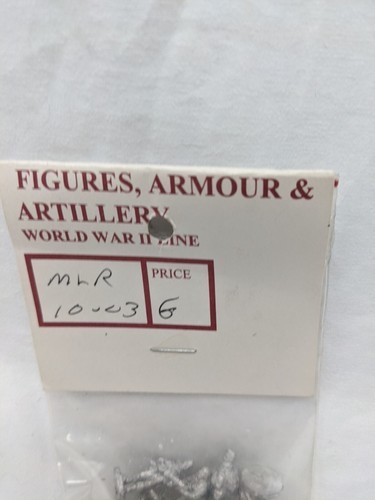 FIGURES, ARMOUR &
ARTILLERY
WORLD WAR II LINE
MLR
10-03
PRICE
6